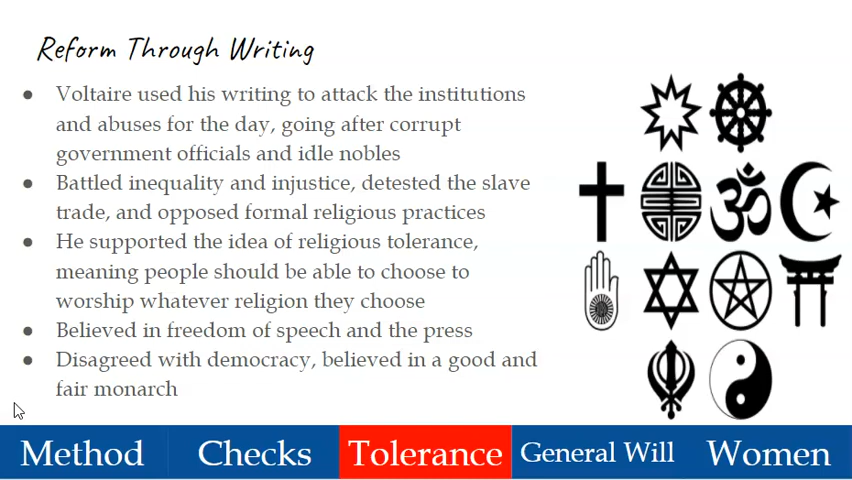 Reform Through Writing
● Voltaire used his writing to attack the institutions
and abuses for the day, going after corrupt
government officials and idle nobles
● Battled inequality and injustice, detested the slave
trade, and opposed formal religious practices
● He supported the idea of religious tolerance,
meaning people should be able to choose to
worship whatever religion they choose
● Believed in freedom of speech and the press
● Disagreed with democracy, believed in a good and
fair monarch
Method Checks Tolerance General Will Women